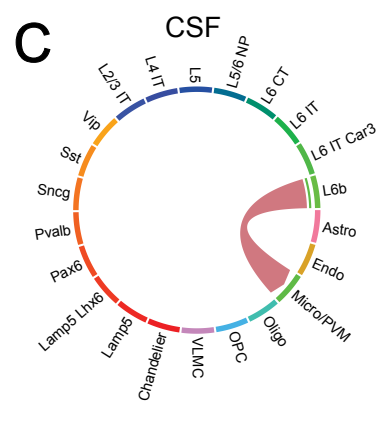 C
CSF
L2/3 IT
L4 IT
L5
L5/6 NP
L6 CT
L6 IT
L6 IT Car3
L6b
Astro
Endo
Micro/PVM
Oligo
OPC
VLMC
Chandelier
Lamp5
Lamp5 Lhx6
Pax6
Pvalb
Sncg
Sst
Vip